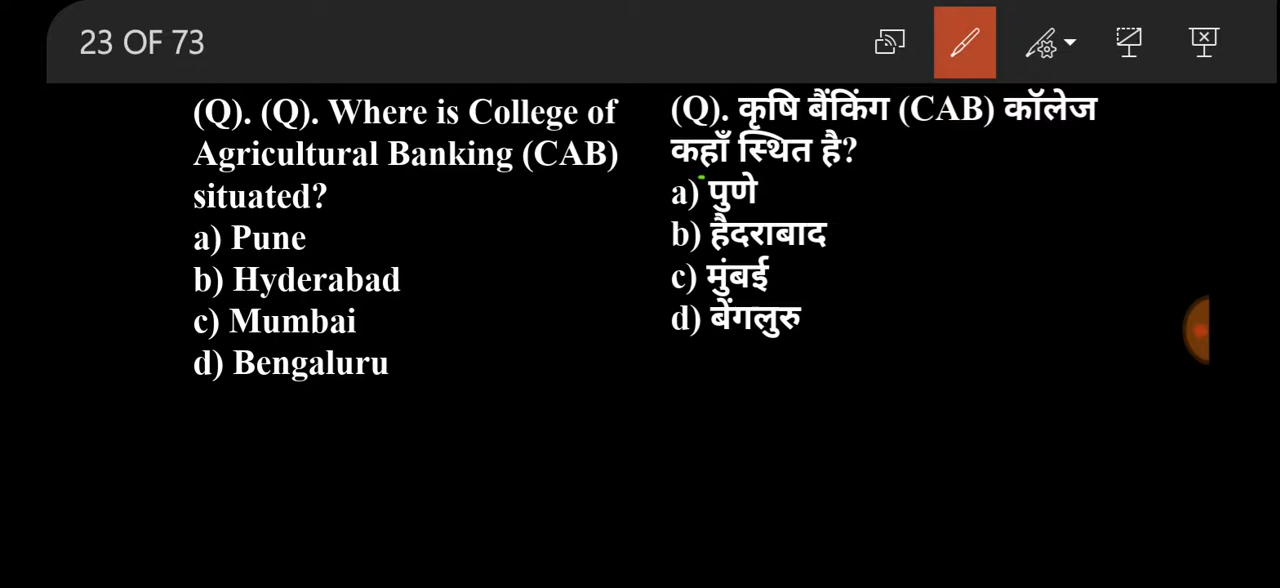 23 OF 73
(Q). (Q). Where is College of
Agricultural Banking (CAB)
situated?
a) Pune
b) Hyderabad
c) Mumbai
d) Bengaluru
(Q). कृषि बैंकिंग (CAB) कॉलेज
कहाँ स्थित है?
a) पुणे
b) हैदराबाद
c) मुंबई
d) बेंगलुरु